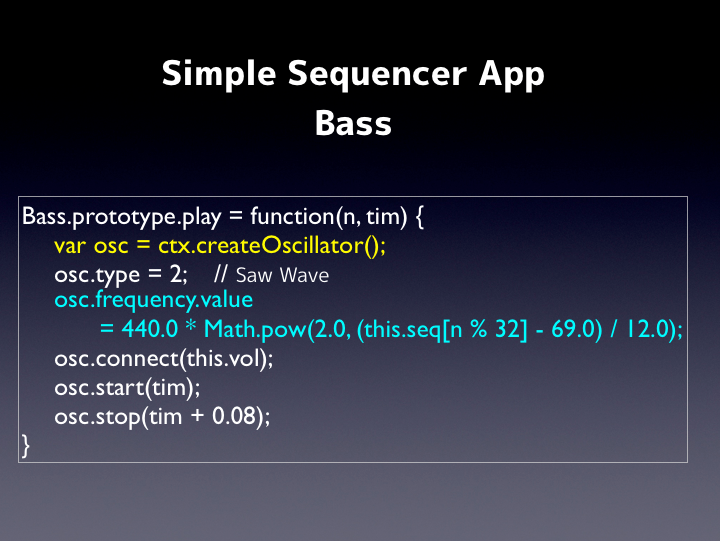 Simple Sequencer App
Bass
Bass.prototype.play = function(n, tim) {
var osc = ctx.createOscillator();
osc.type = 2; // Saw Wave
osc.frequency.value
= 440.0 * Math.pow(2.0, (this.seq[n % 32] - 69.0) / 12.0);
osc.connect(this.vol);
osc.start(tim);
osc.stop(tim + 0.08);
}